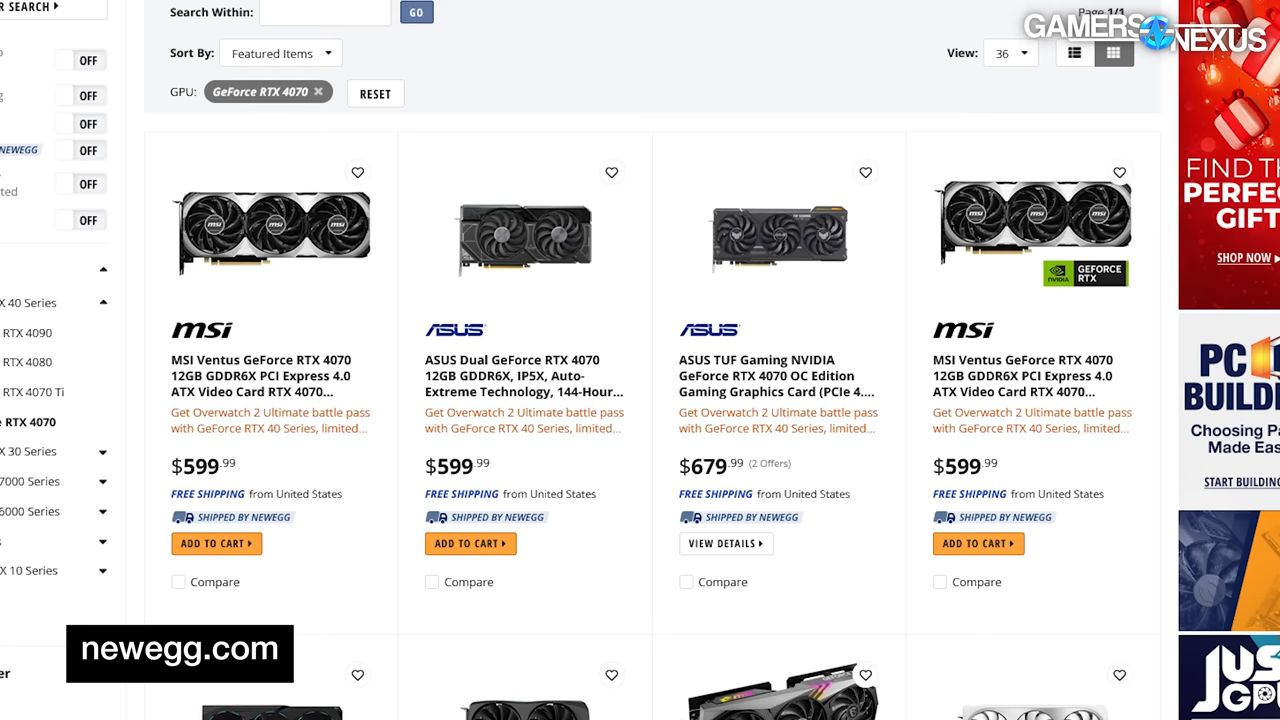 R SEARCH
Search Within:
GO
Page 1/1
GAMERS NEXUS
Sort By:
Featured Items
View:
36
GPU:
GeForce RTX 4070
RESET
OFF
OFF
OFF
NEWEGG
OFF
ted
OFF
OFF
X 40 Series
RTX 4090
RTX 4080
RTX 4070 Ti
e RTX 4070
X 30 Series
7000 Series
6000 Series
X 10 Series
er
msi
MSI Ventus GeForce RTX 4070
12GB GDDR6X PCI Express 4.0
ATX Video Card RTX 4070...
Get Overwatch 2 Ultimate battle pass
with GeForce RTX 40 Series, limited...
$599.99
FREE SHIPPING from United States
SHIPPED BY NEWEGG
ADD TO CART
Compare
ASUS
ASUS Dual GeForce RTX 4070
12GB GDDR6X, IP5X, Auto-
Extreme Technology, 144-Hour...
Get Overwatch 2 Ultimate battle pass
with GeForce RTX 40 Series, limited...
$599.99
FREE SHIPPING from United States
SHIPPED BY NEWEGG
ADD TO CART
Compare
ASUS
ASUS TUF Gaming NVIDIA
GeForce RTX 4070 OC Edition
Gaming Graphics Card (PCIe 4....
Get Overwatch 2 Ultimate battle pass
with GeForce RTX 40 Series, limited...
$679.99 (2 Offers)
FREE SHIPPING from United States
SHIPPED BY NEWEGG
VIEW DETAILS
Compare
NVIDIA
GEFORCE
RTX
msi
MSI Ventus GeForce RTX 4070
12GB GDDR6X PCI Express 4.0
ATX Video Card RTX 4070...
Get Overwatch 2 Ultimate battle pass
with GeForce RTX 40 Series, limited...
$599.99
FREE SHIPPING from United States
SHIPPED BY NEWEGG
ADD TO CART
Compare
FIND TH
PERFEC
GIFT
SHOP NOW
PC
BUILD
Choosing Pa
Made Eas
START BUILDING
JUS
GP
newegg.com